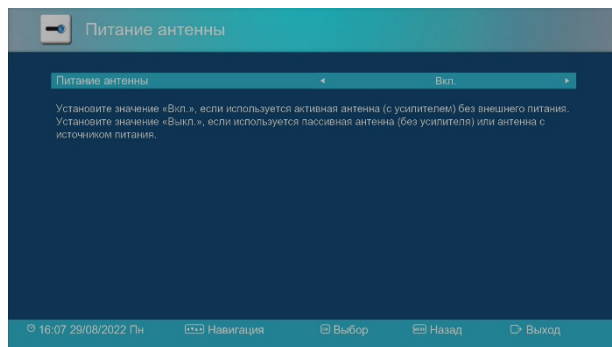 Питание антенны
Питание антенны Вкл.
Установите значение «Вкл.», если используется активная антенна (с усилителем) без внешнего питания.
Установите значение «Выкл.», если используется пассивная антенна (без усилителя) или антенна с
источником питания.
16:07 29/08/2022 Пн Навигация OK Выбор MENU Назад Выход